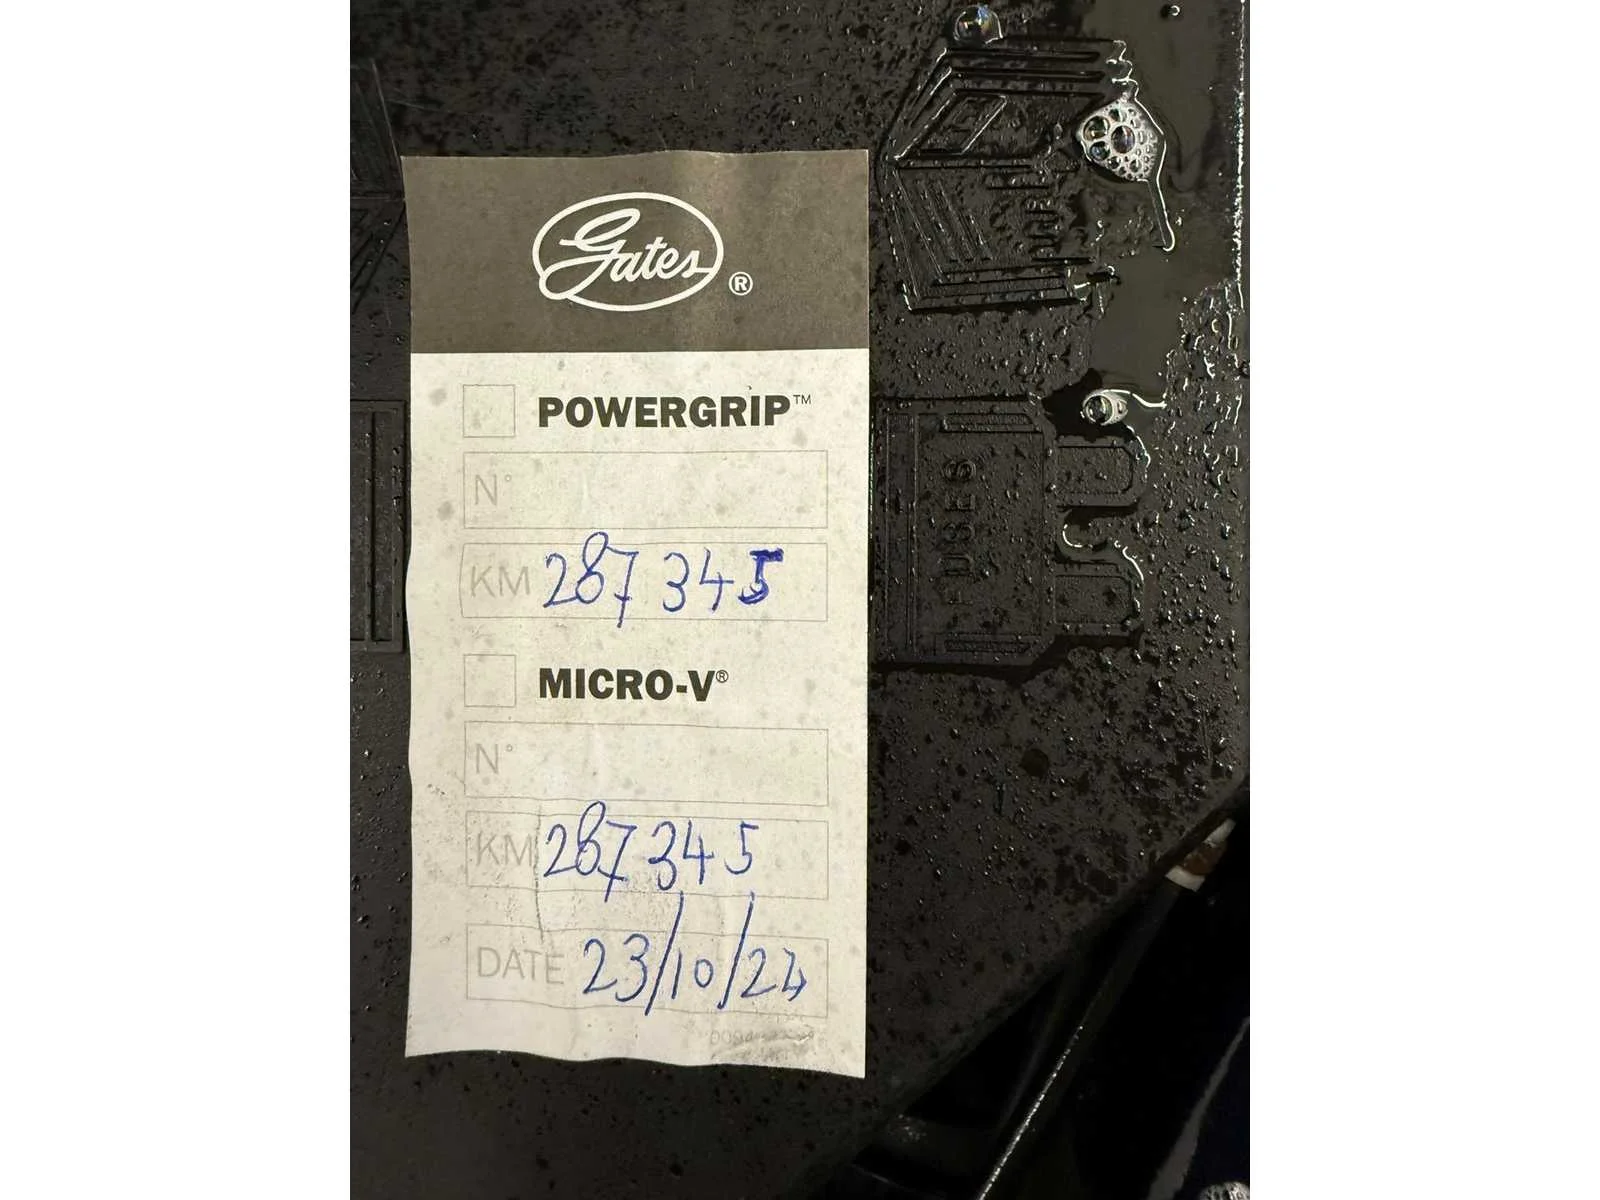 Gates®
POWERGRIP™
N°
KM 287 345
MICRO-V®
N°
KM 287 345
DATE 23/10/24
FUSES